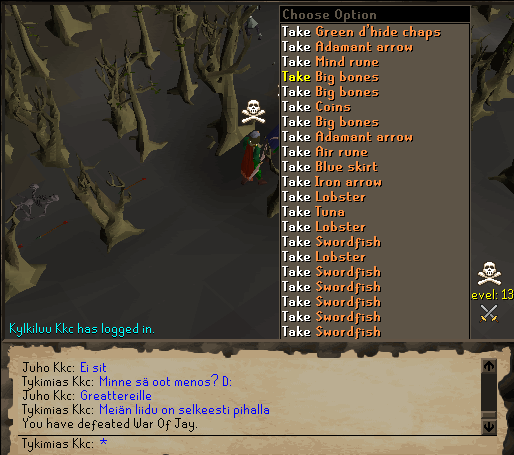 Choose Option
Take Green d'hide chaps
Take Adamant arrow
Take Mind rune
Take Big bones
Take Big bones
Take Coins
Take Big bones
Take Adamant arrow
Take Air rune
Take Blue skirt
Take Iron arrow
Take Lobster
Take Tuna
Take Lobster
Take Swordfish
Take Lobster
Take Swordfish
Take Swordfish
Take Swordfish
Take Swordfish
Take Swordfish
evel: 13
Kylkiluu Kkc has logged in.
Juho Kkc: Ei sit
Tykimias Kkc: Minne sä oot menos? D:
Juho Kkc: Greattereille
Tykimias Kkc: Meiän liidu on selkeesti pihalla
You have defeated War Of Jay.
Tykimias Kkc: *